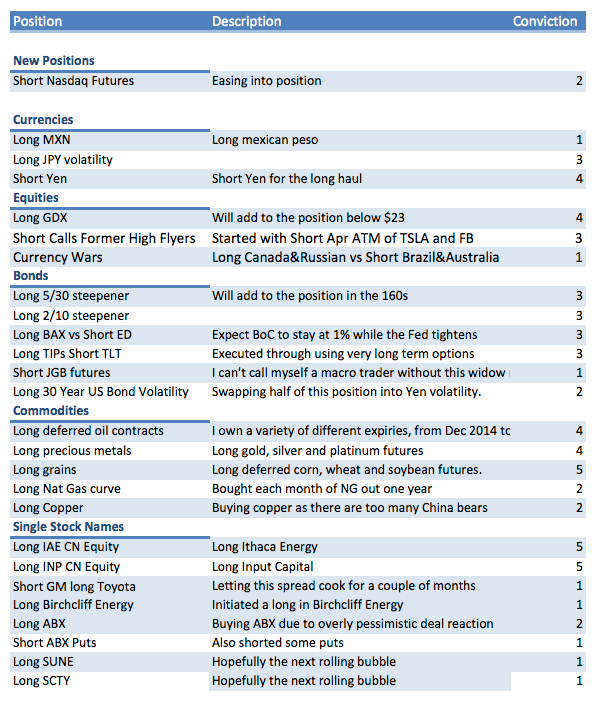 Position Description Conviction
New Positions
Short Nasdaq Futures Easing into position 2
Currencies
Long MXN Long mexican peso 1
Long JPY volatility 3
Short Yen Short Yen for the long haul 4
Equities
Long GDX Will add to the position below $23 4
Short Calls Former High Flyers Started with Short Apr ATM of TSLA and FB 3
Currency Wars Long Canada&Russian vs Short Brazil&Australia 1
Bonds
Long 5/30 steepener Will add to the position in the 160s 3
Long 2/10 steepener 3
Long BAX vs Short ED Expect BoC to stay at 1% while the Fed tightens 3
Long TIPs Short TLT Executed through using very long term options 3
Short JGB futures I can't call myself a macro trader without this widow 1
Long 30 Year US Bond Volatility Swapping half of this position into Yen volatility. 2
Commodities
Long deferred oil contracts I own a variety of different expiries, from Dec 2014 to 4
Long precious metals Long gold, silver and platinum futures 4
Long grains Long deferred corn, wheat and soybean futures. 5
Long Nat Gas curve Bought each month of NG out one year 2
Long Copper Buying copper as there are too many China bears 2
Single Stock Names
Long IAE CN Equity Long Ithaca Energy 5
Long INP CN Equity Long Input Capital 5
Short GM long Toyota Letting this spread cook for a couple of months 1
Long Birchcliff Energy Initiated a long in Birchcliff Energy 1
Long ABX Buying ABX due to overly pessimistic deal reaction 2
Short ABX Puts Also shorted some puts 1
Long SUNE Hopefully the next rolling bubble 1
Long SCTY Hopefully the next rolling bubble 1